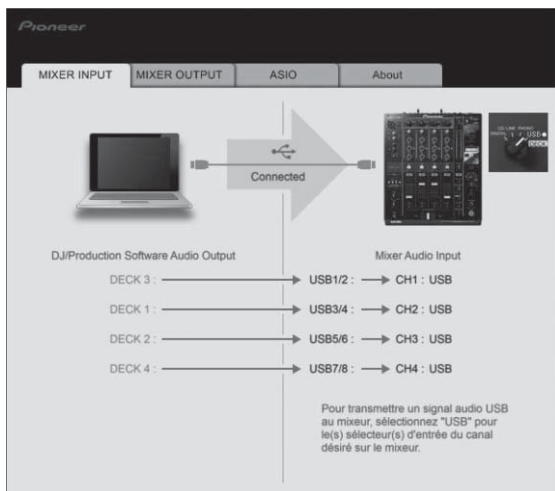 Pioneer
MIXER INPUT MIXER OUTPUT ASIO About
Connected
USB
DECK
DJ/Production Software Audio Output Mixer Audio Input
DECK 3 : USB1/2 : CH1 : USB
DECK 1 : USB3/4 : CH2 : USB
DECK 2 : USB5/6 : CH3 : USB
DECK 4 : USB7/8 : CH4 : USB
Pour transmettre un signal audio USB
au mixeur, sélectionnez "USB" pour
le(s) sélecteur(s) d'entrée du canal
désiré sur le mixeur.